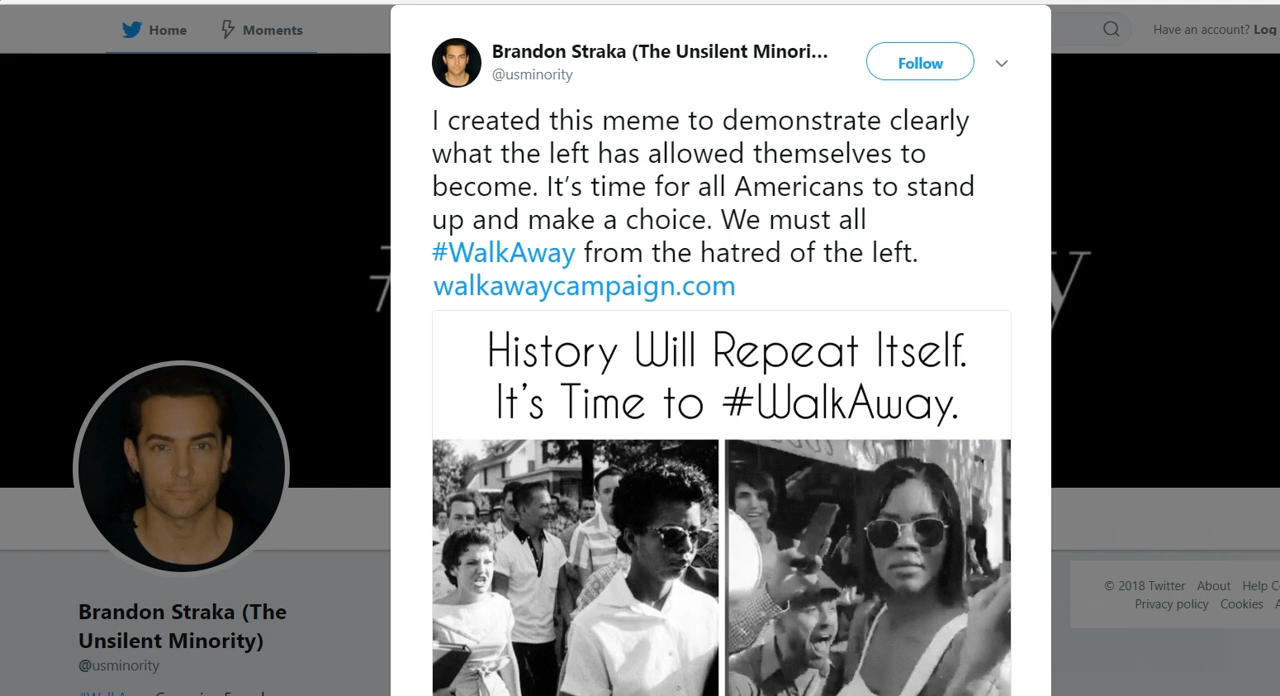 Home Moments
Have an account? Log
Brandon Straka (The Unsilent Minori...
@usminority
Follow
I created this meme to demonstrate clearly
what the left has allowed themselves to
become. It’s time for all Americans to stand
up and make a choice. We must all
#WalkAway from the hatred of the left.
walkawaycampaign.com
History Will Repeat Itself.
It’s Time to #WalkAway.
Brandon Straka (The
Unsilent Minority)
@usminority
© 2018 Twitter About Help
Privacy policy Cookies